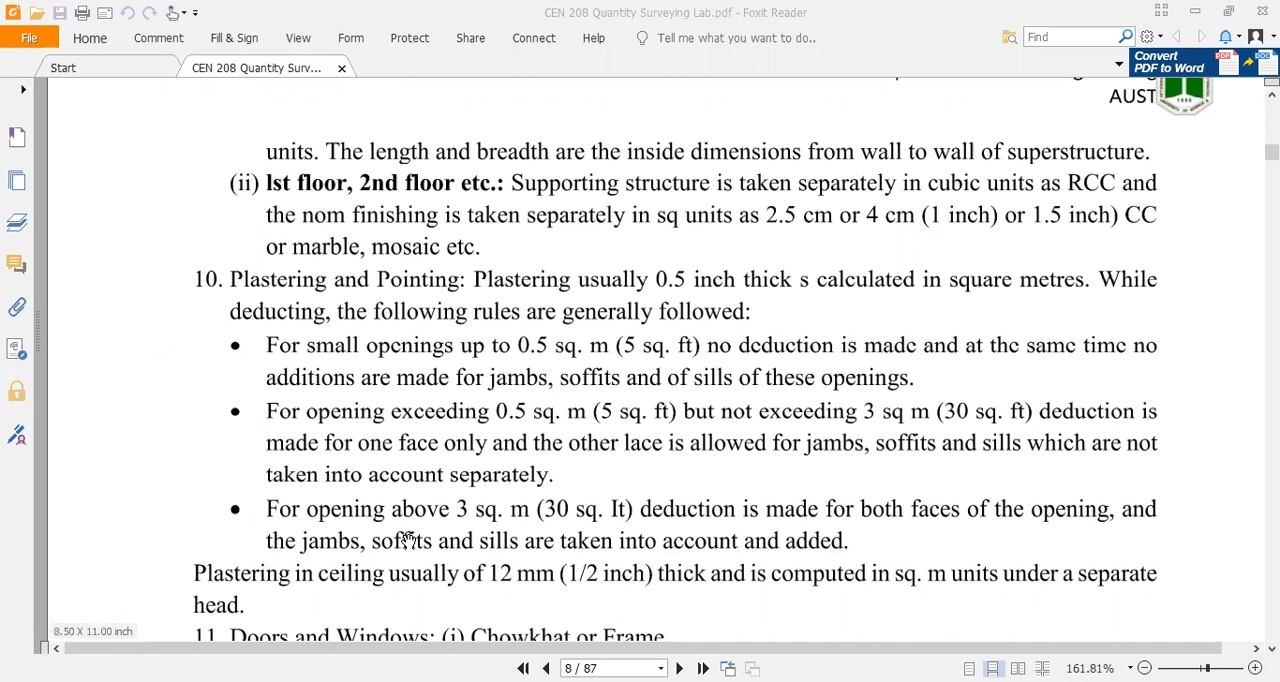 CEN 208 Quantity Surveying Lab.pdf - Foxit Reader
File Home Comment Fill & Sign View Form Protect Share Connect Help Tell me what you want to do.. Find
Start CEN 208 Quantity Surv... Convert
PDF to Word
AUST
units. The length and breadth are the inside dimensions from wall to wall of superstructure.
(ii) lst floor, 2nd floor etc.: Supporting structure is taken separately in cubic units as RCC and
the nom finishing is taken separately in sq units as 2.5 cm or 4 cm (1 inch) or 1.5 inch) CC
or marble, mosaic etc.
10. Plastering and Pointing: Plastering usually 0.5 inch thick s calculated in square metres. While
deducting, the following rules are generally followed:
• For small openings up to 0.5 sq. m (5 sq. ft) no deduction is made and at the same time no
additions are made for jambs, soffits and of sills of these openings.
• For opening exceeding 0.5 sq. m (5 sq. ft) but not exceeding 3 sq m (30 sq. ft) deduction is
made for one face only and the other lace is allowed for jambs, soffits and sills which are not
taken into account separately.
• For opening above 3 sq. m (30 sq. It) deduction is made for both faces of the opening, and
the jambs, soffits and sills are taken into account and added.
Plastering in ceiling usually of 12 mm (1/2 inch) thick and is computed in sq. m units under a separate
head.
11. Doors and Windows: (i) Chowkhat or Frame
8.50 X 11.00 inch
8 / 87 161.81%